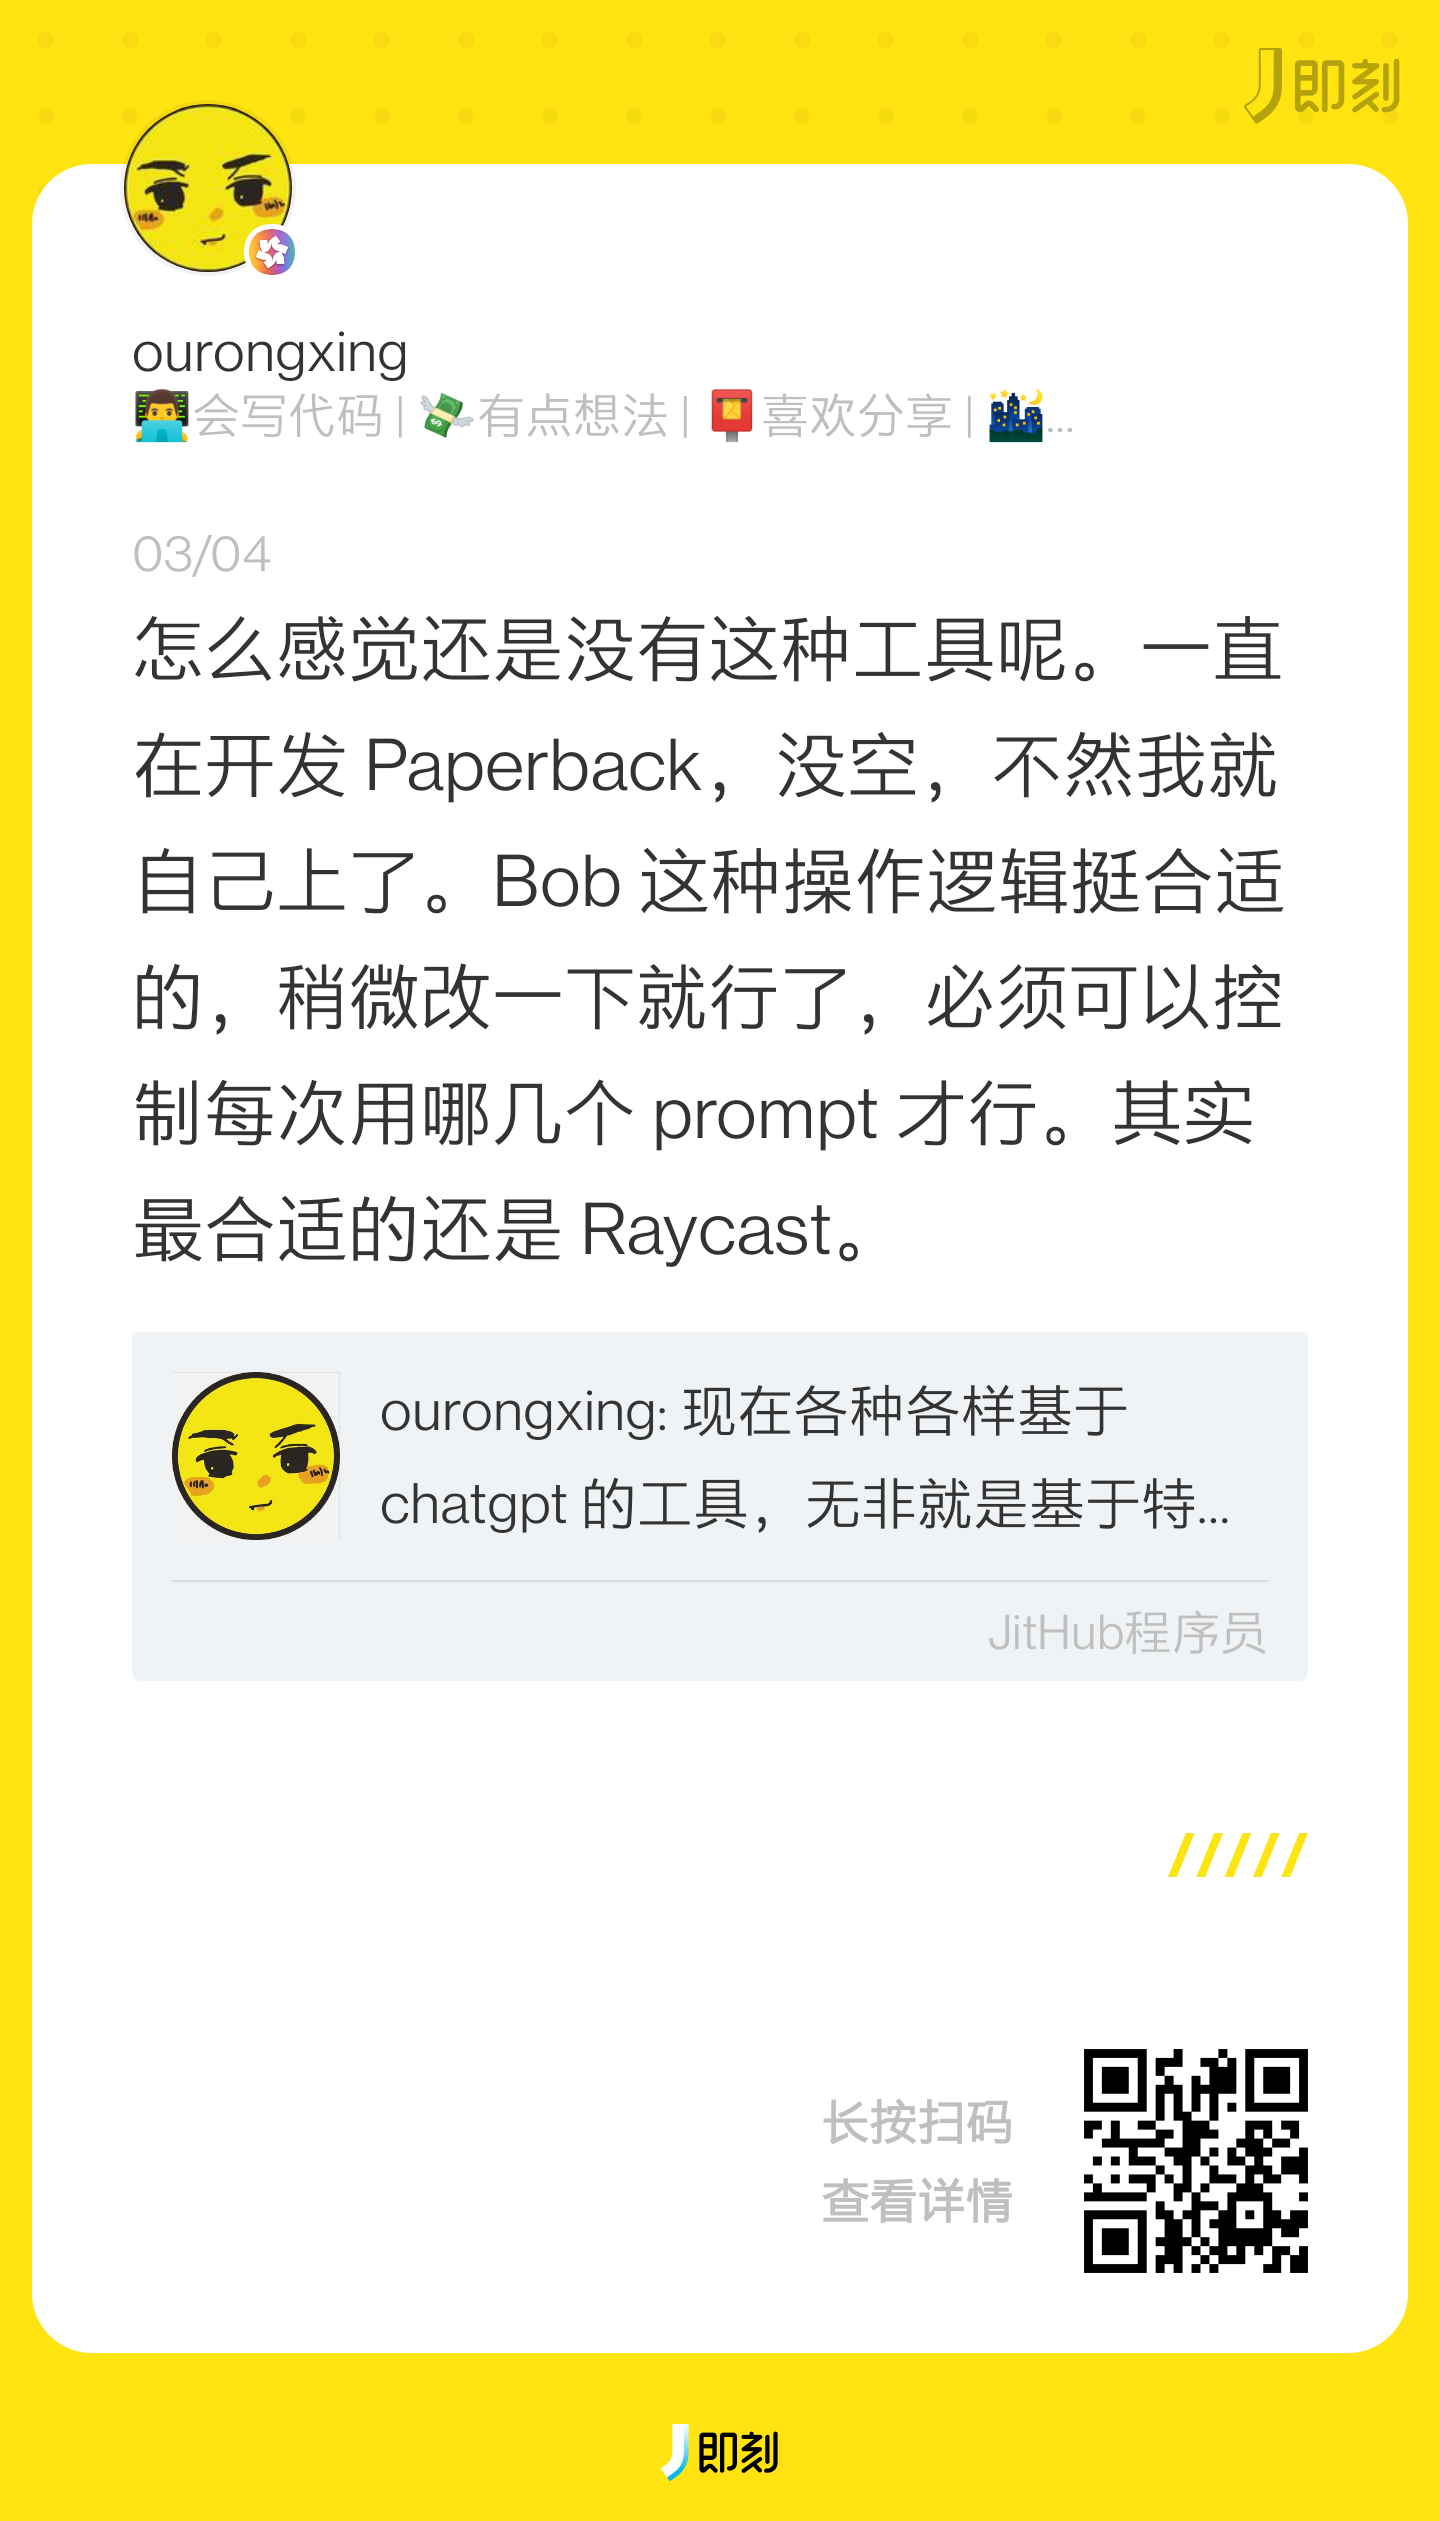 即刻
ourongxing
👨‍💻会写代码 | 💸有点想法 | 📮喜欢分享 | 🌃...
03/04
怎么感觉还是没有这种工具呢。一直
在开发 Paperback，没空，不然我就
自己上了。Bob 这种操作逻辑挺合适
的，稍微改一下就行了，必须可以控
制每次用哪几个 prompt 才行。其实
最合适的还是 Raycast。
ourongxing: 现在各种各样基于
chatgpt 的工具，无非就是基于特...
JitHub程序员
长按扫码
查看详情
即刻